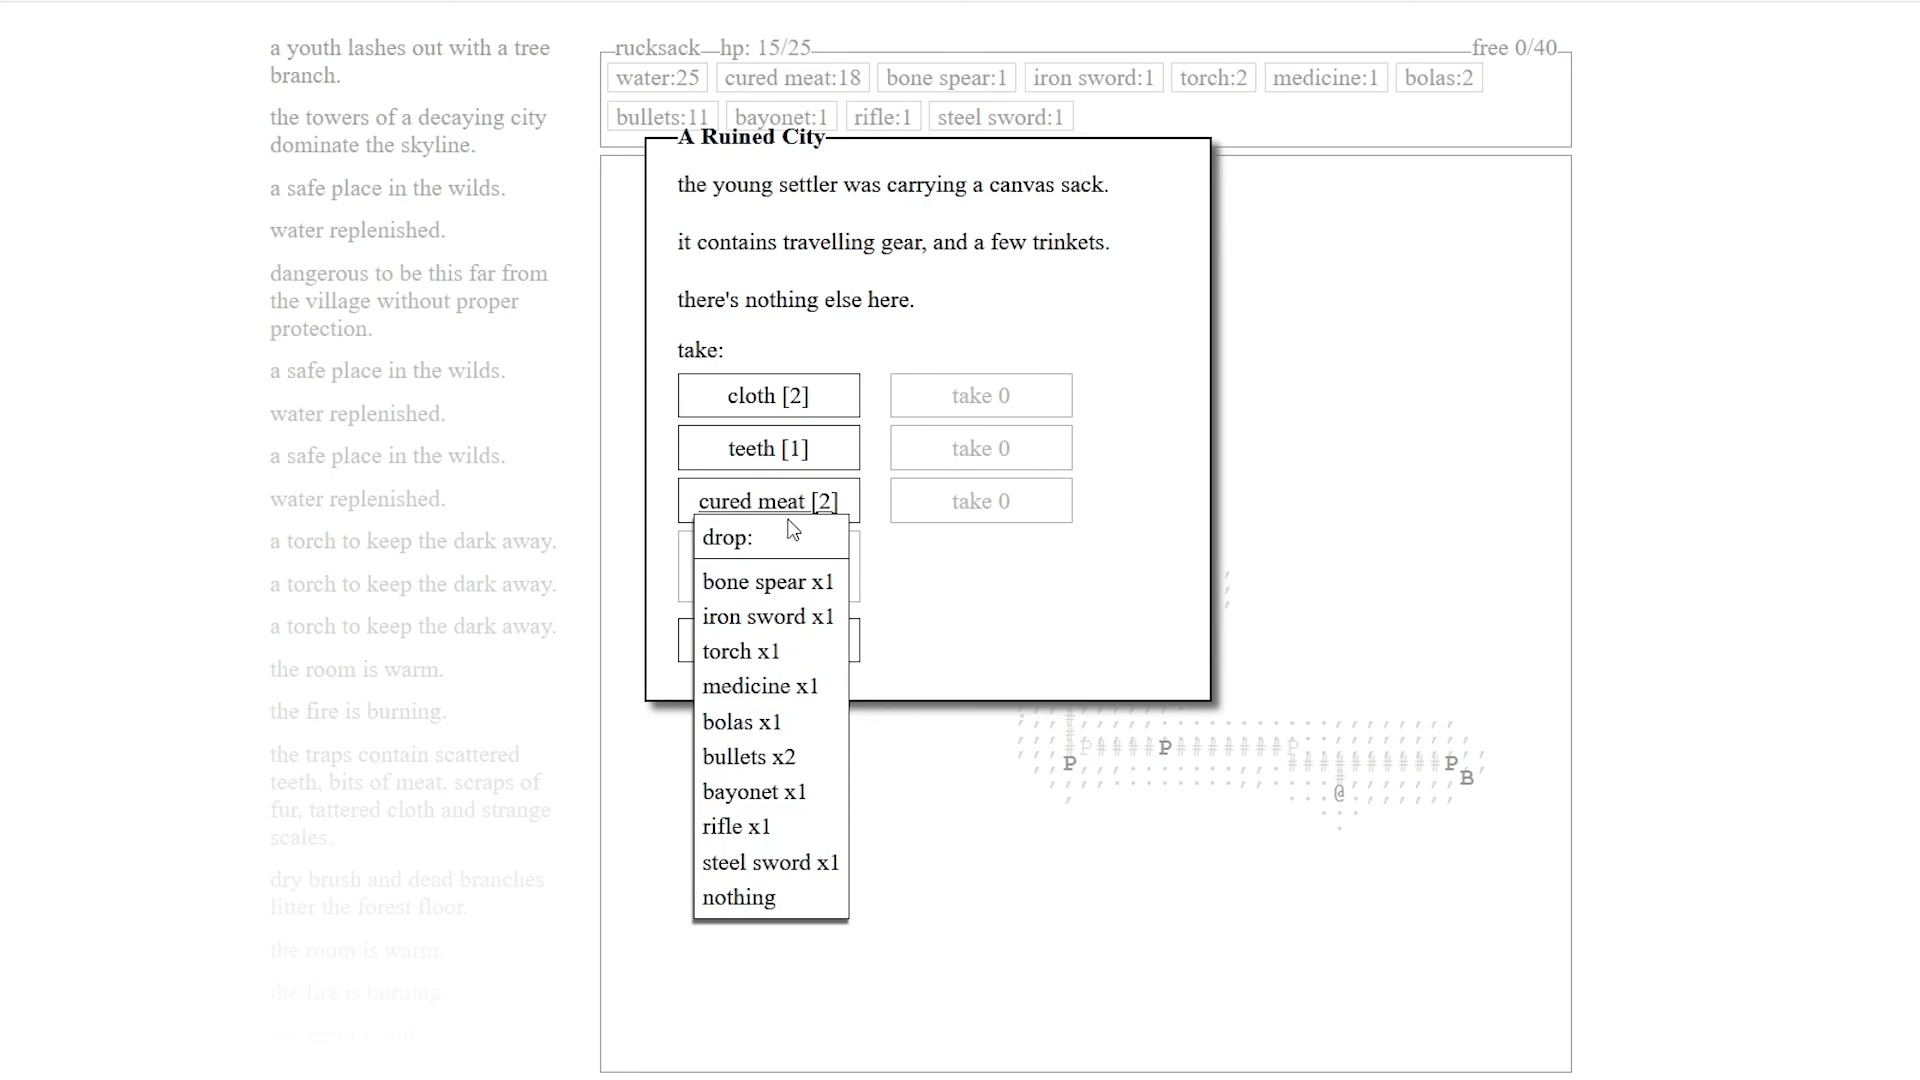 a youth lashes out with a tree
branch.
the towers of a decaying city
dominate the skyline.
a safe place in the wilds.
water replenished.
dangerous to be this far from
the village without proper
protection.
a safe place in the wilds.
water replenished.
a safe place in the wilds.
water replenished.
a torch to keep the dark away.
a torch to keep the dark away.
a torch to keep the dark away.
the room is warm.
the fire is burning.
the traps contain scattered
teeth, bits of meat, scraps of
fur, tattered cloth and strange
scales.
dry brush and dead branches
litter the forest floor.
the room is warm.
the fire is burning.
rucksack hp: 15/25 free 0/40
water:25 cured meat:18 bone spear:1 iron sword:1 torch:2 medicine:1 bolas:2
bullets:11 bayonet:1 rifle:1 steel sword:1
A Ruined City
the young settler was carrying a canvas sack.
it contains travelling gear, and a few trinkets.
there's nothing else here.
take:
cloth [2] take 0
teeth [1] take 0
cured meat [2] take 0
drop:
bone spear x1
iron sword x1
torch x1
medicine x1
bolas x1
bullets x2
bayonet x1
rifle x1
steel sword x1
nothing
P####P#######P
P #########P
B
@